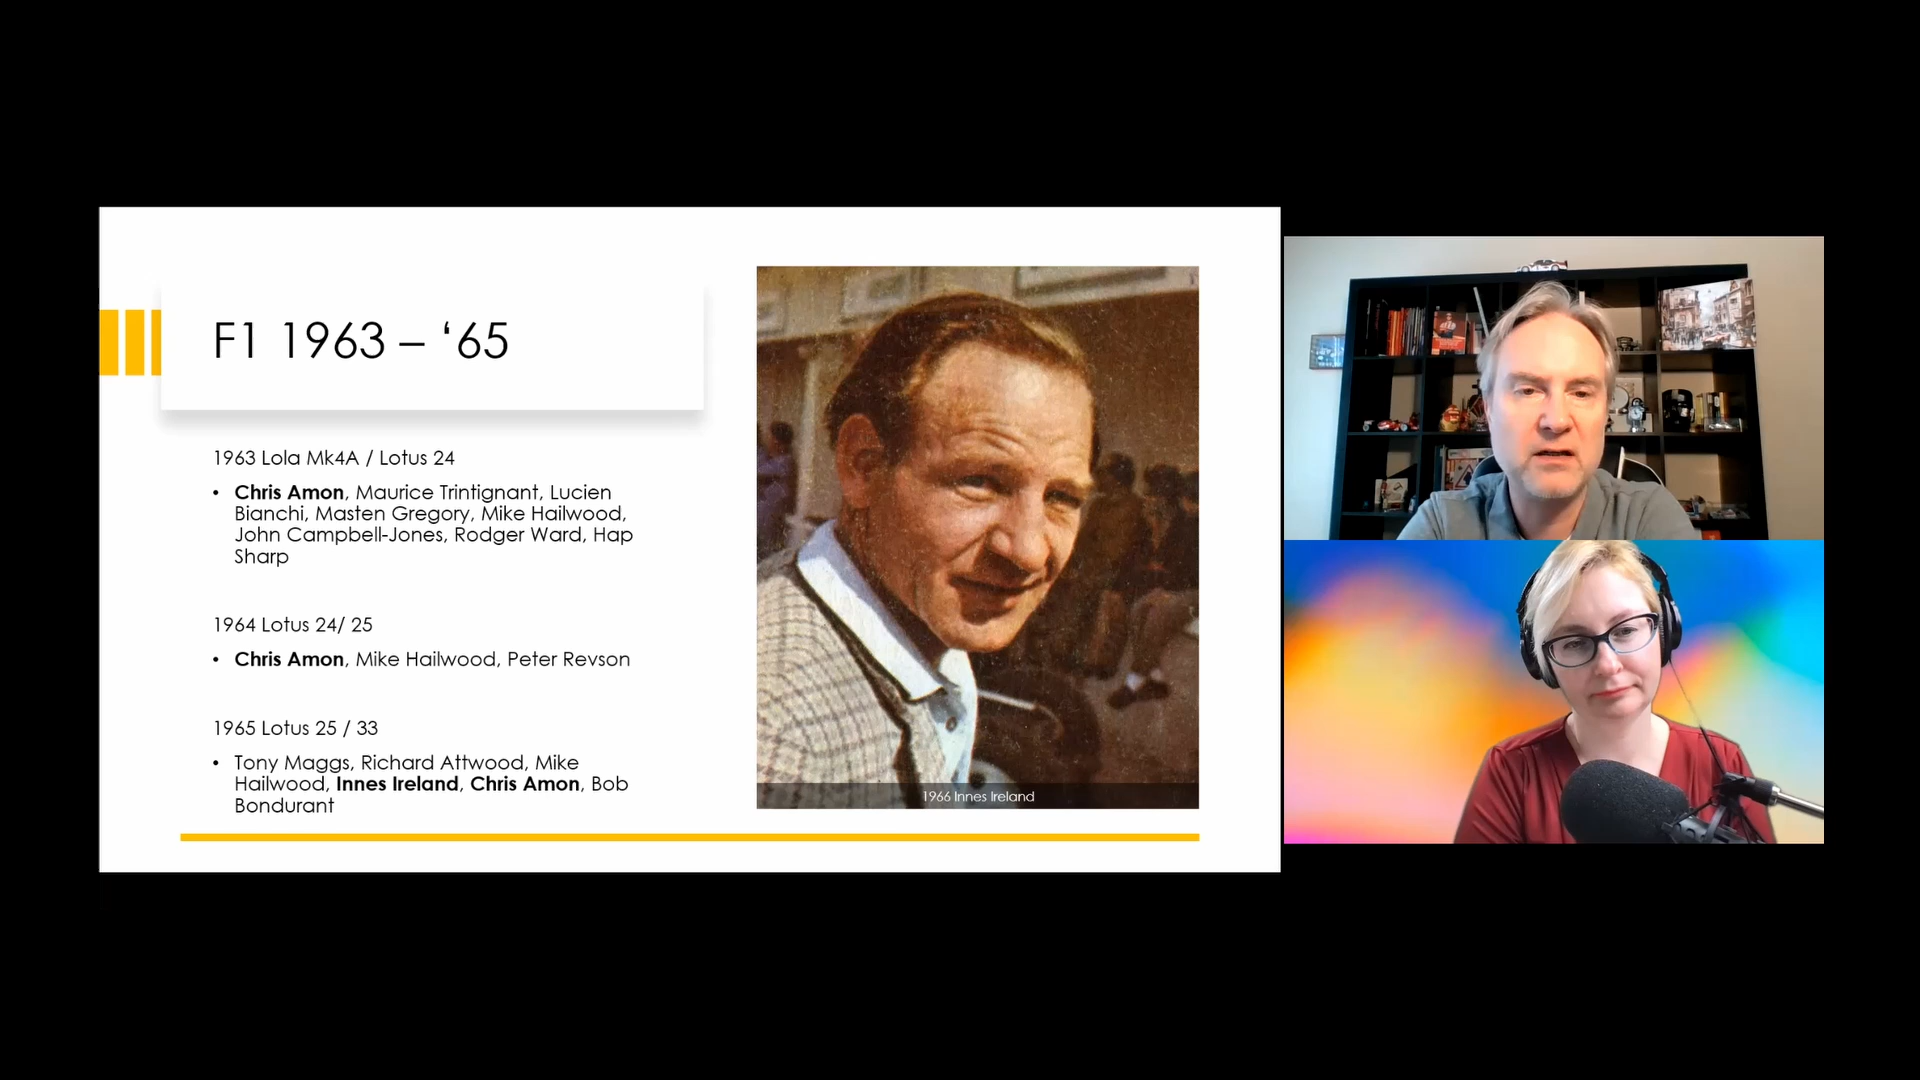 F1 1963 – ‘65
1963 Lola Mk4A / Lotus 24
• Chris Amon, Maurice Trintignant, Lucien
Bianchi, Masten Gregory, Mike Hailwood,
John Campbell-Jones, Rodger Ward, Hap
Sharp
1964 Lotus 24/ 25
• Chris Amon, Mike Hailwood, Peter Revson
1965 Lotus 25 / 33
• Tony Maggs, Richard Attwood, Mike
Hailwood, Innes Ireland, Chris Amon, Bob
Bondurant
1966 Innes Ireland